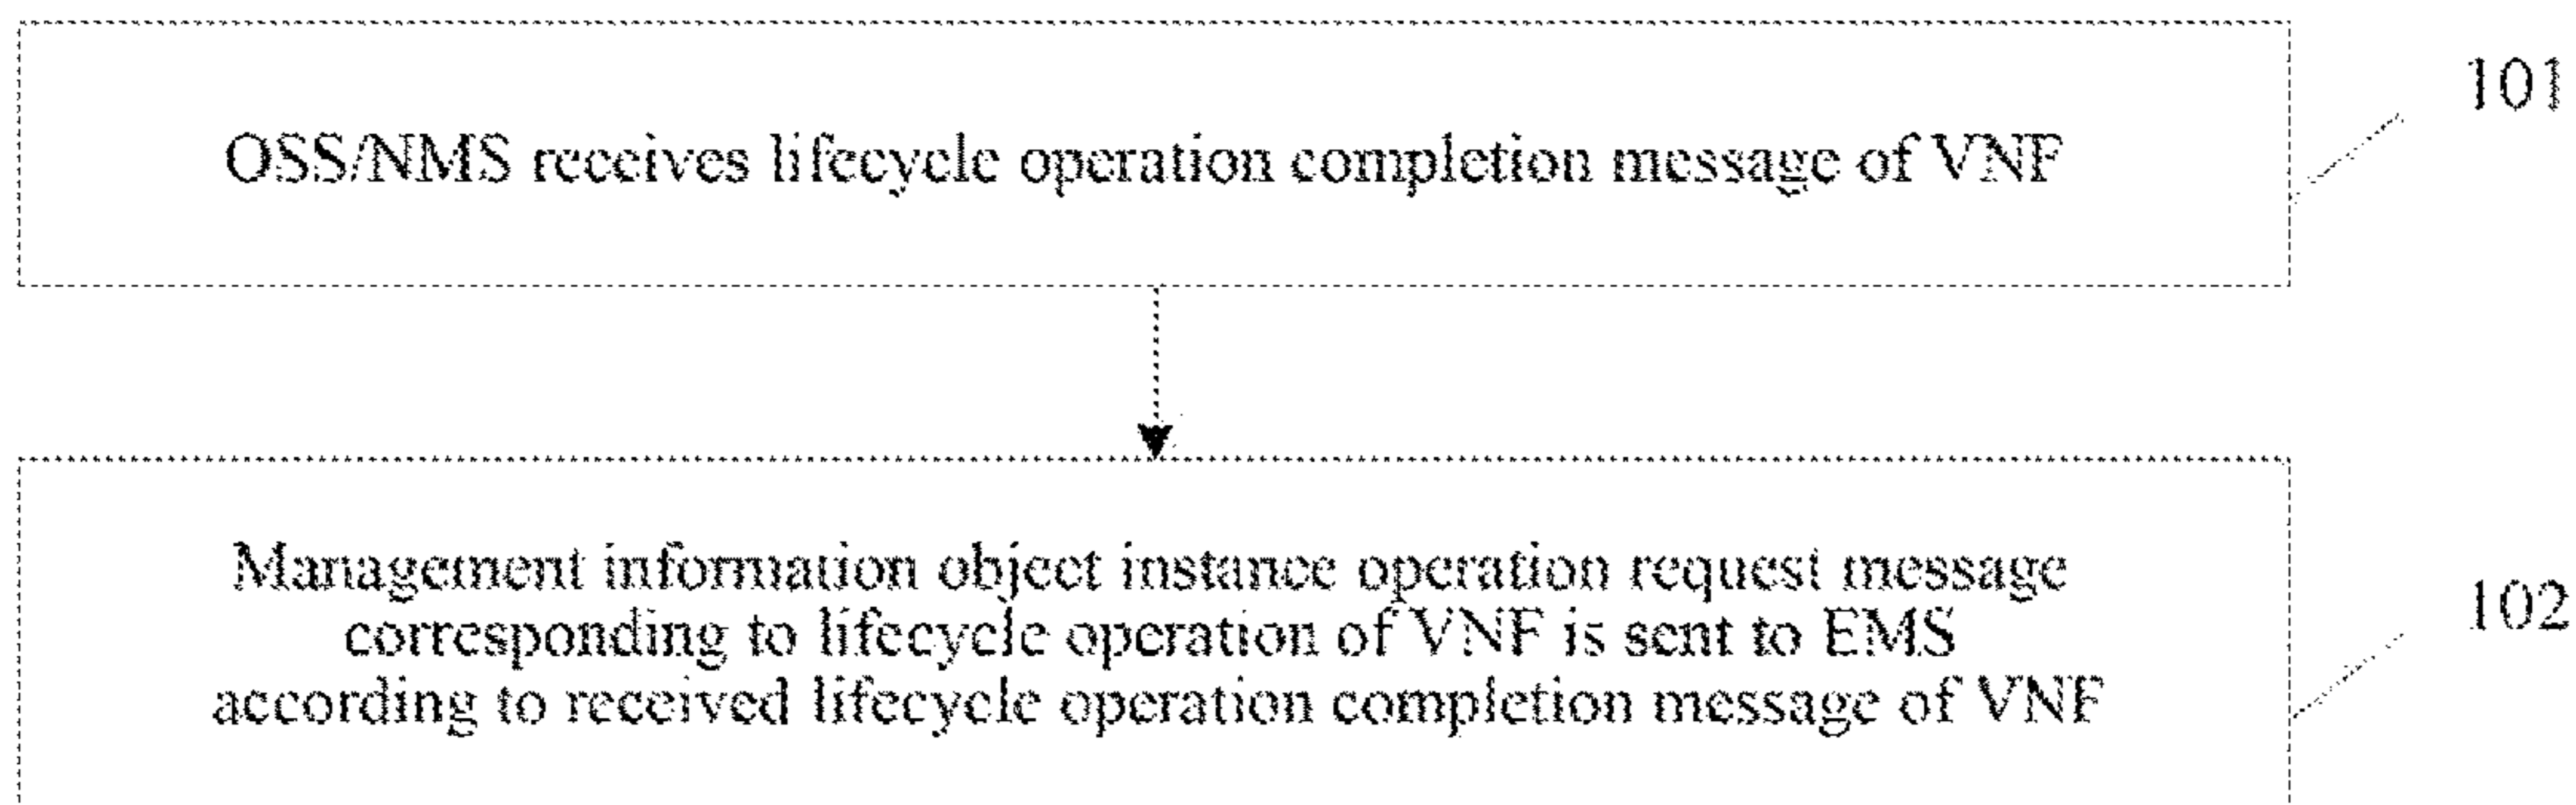 101
OSS/NMS receives lifecycle operation completion message of VNF
Management information object instance operation request message
corresponding to lifecycle operation of VNF is sent to EMS
according to received lifecycle operation completion message of VNF
102